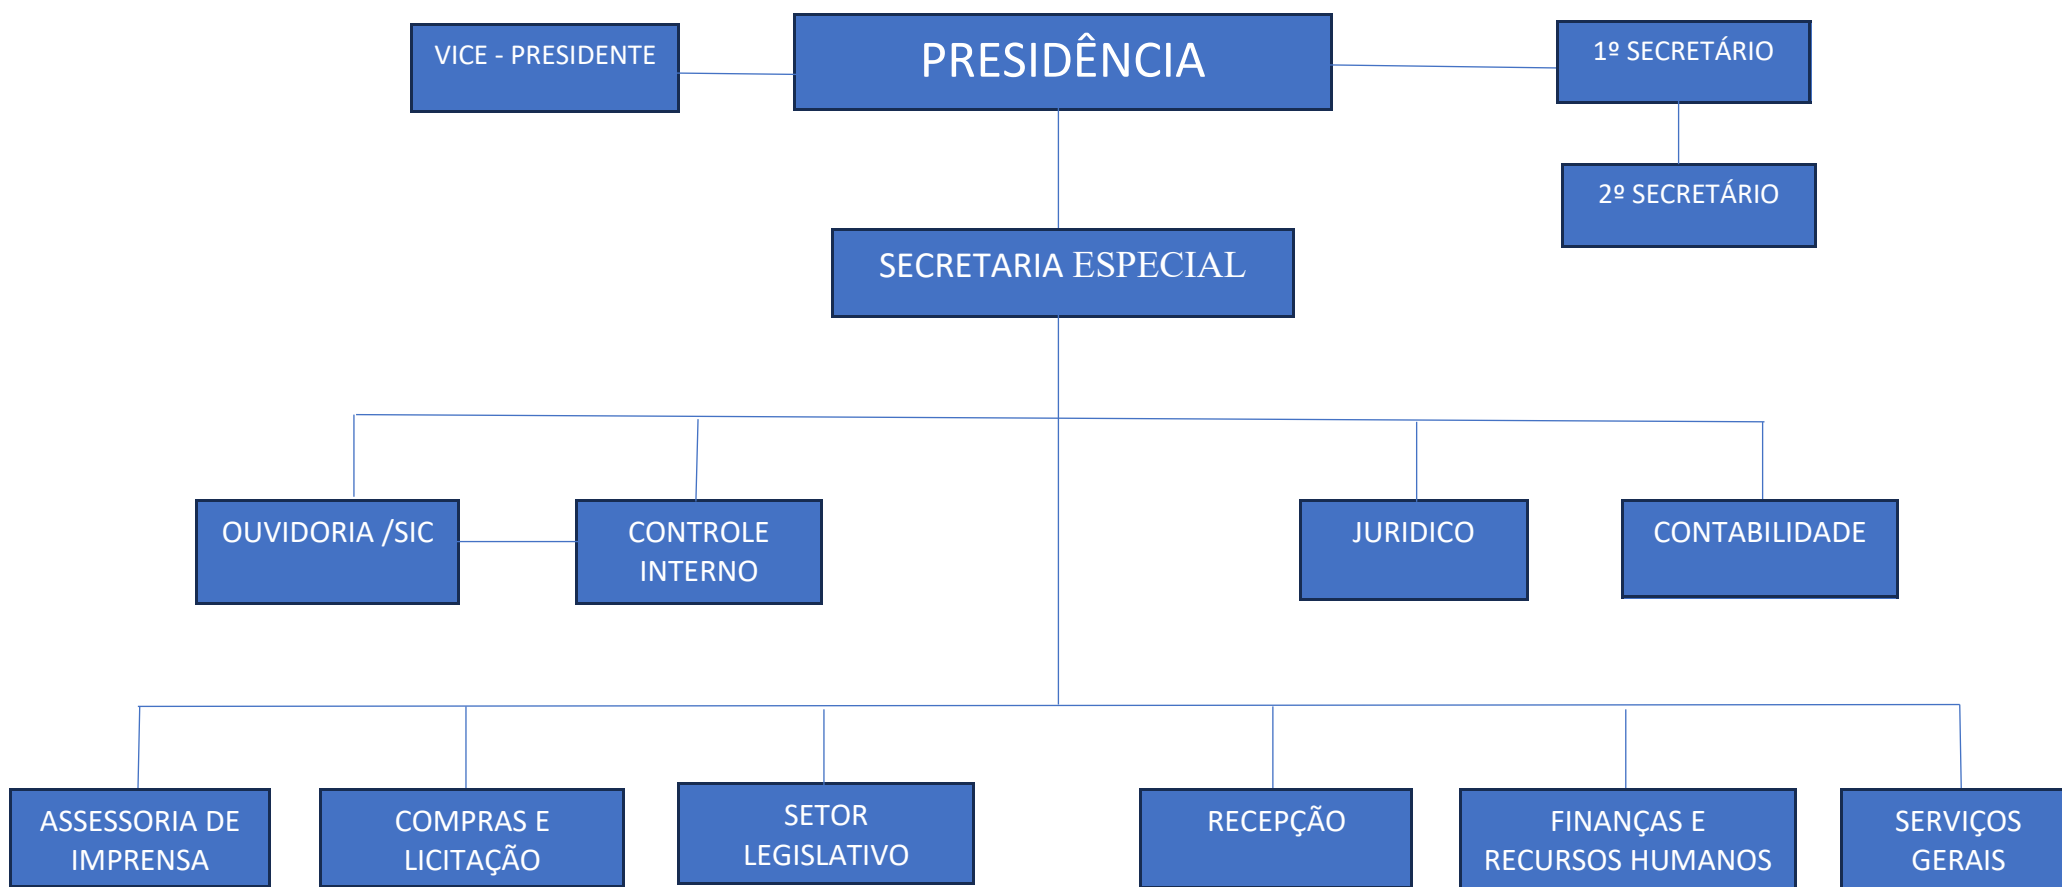 VICE - PRESIDENTE
PRESIDÊNCIA
1º SECRETÁRIO
2º SECRETÁRIO
SECRETARIA ESPECIAL
OUVIDORIA /SIC
CONTROLE
INTERNO
JURIDICO
CONTABILIDADE
ASSESSORIA DE
IMPRENSA
COMPRAS E
LICITAÇÃO
SETOR
LEGISLATIVO
RECEPÇÃO
FINANÇAS E
RECURSOS HUMANOS
SERVIÇOS
GERAIS